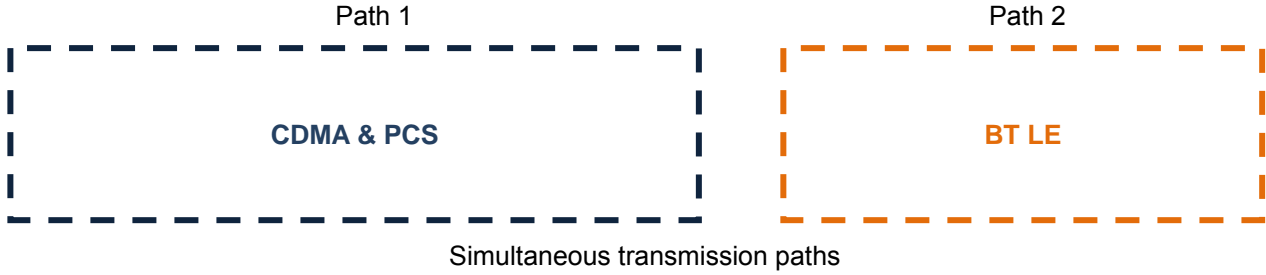 Path 1
Path 2
CDMA & PCS
BT LE
Simultaneous transmission paths